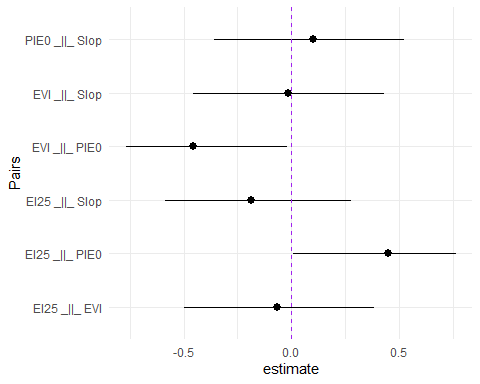 PIE0 _||_ Slop
EVI _||_ Slop
EVI _||_ PIE0
EI25 _||_ Slop
EI25 _||_ PIE0
EI25 _||_ EVI
Pairs
-0.5
0.0
0.5
estimate